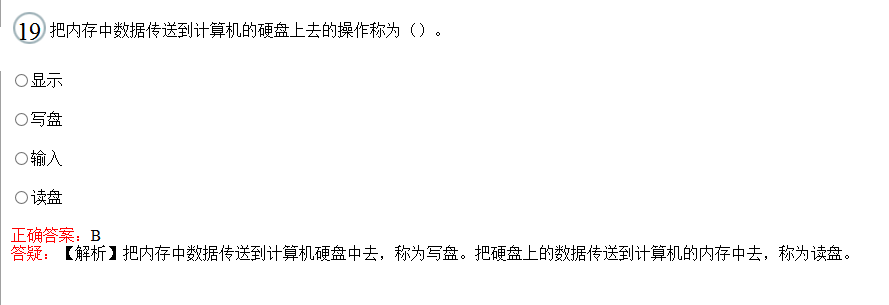 19 把内存中数据传送到计算机的硬盘上去的操作称为（）。
显示
写盘
输入
读盘
正确答案：B
答疑：【解析】把内存中数据传送到计算机硬盘中去，称为写盘。把硬盘上的数据传送到计算机的内存中去，称为读盘。